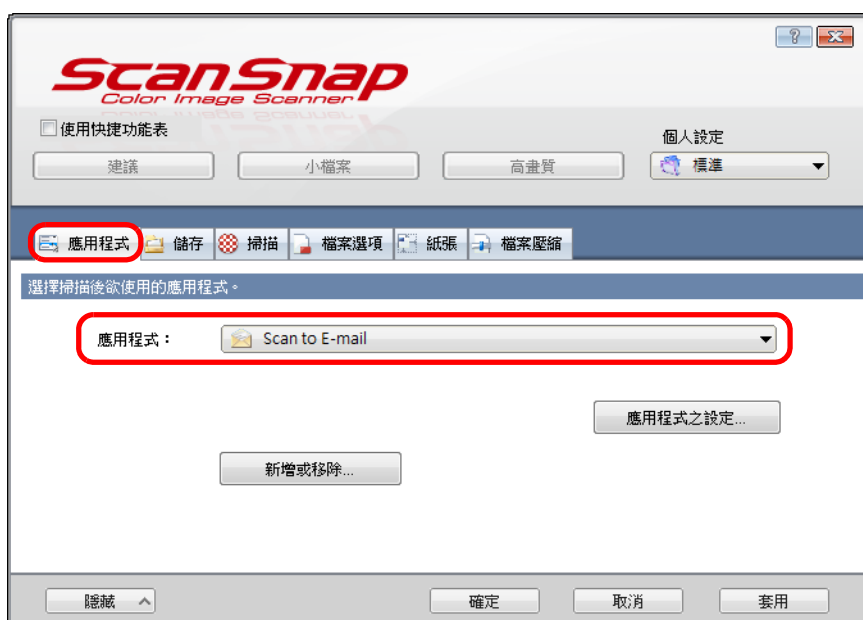 ScanSnap
Color Image Scanner
使用快捷功能表
個人設定
建議 小檔案 高畫質 標準
應用程式 儲存 掃描 檔案選項 紙張 檔案壓縮
選擇掃描後欲使用的應用程式。
應用程式： Scan to E-mail
應用程式之設定...
新增或移除...
隱藏 確定 取消 套用